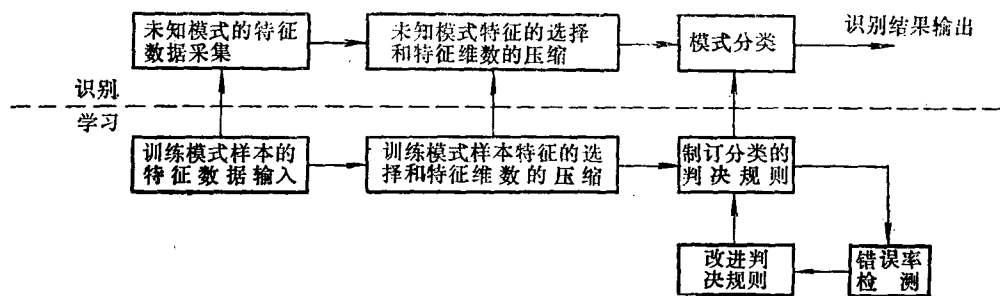 未知模式的特征
数据采集
未知模式特征的选择
和特征维数的压缩
模式分类
识别结果输出
识别
学习
训练模式样本的
特征数据输入
训练模式样本特征的选
择和特征维数的压缩
制订分类的
判决规则
改进判
决规则
错误率
检测